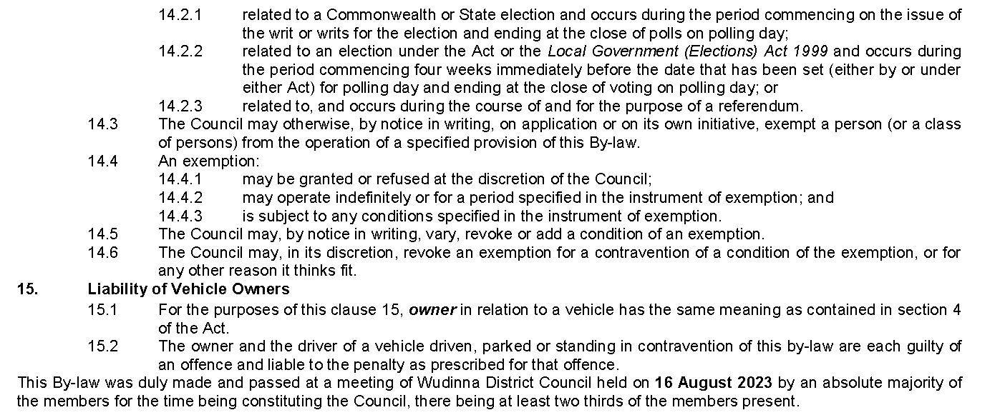 14.2.1 related to a Commonwealth or State election and occurs during the period commencing on the issue of
the writ or writs for the election and ending at the close of polls on polling day;
14.2.2 related to an election under the Act or the Local Government (Elections) Act 1999 and occurs during
the period commencing four weeks immediately before the date that has been set (either by or under
either Act) for polling day and ending at the close of voting on polling day; or
14.2.3 related to, and occurs during the course of and for the purpose of a referendum.
14.3 The Council may otherwise, by notice in writing, on application or on its own initiative, exempt a person (or a class
of persons) from the operation of a specified provision of this By-law.
14.4 An exemption:
14.4.1 may be granted or refused at the discretion of the Council;
14.4.2 may operate indefinitely or for a period specified in the instrument of exemption; and
14.4.3 is subject to any conditions specified in the instrument of exemption.
14.5 The Council may, by notice in writing, vary, revoke or add a condition of an exemption.
14.6 The Council may, in its discretion, revoke an exemption for a contravention of a condition of the exemption, or for
any other reason it thinks fit.
15. Liability of Vehicle Owners
15.1 For the purposes of this clause 15, owner in relation to a vehicle has the same meaning as contained in section 4
of the Act.
15.2 The owner and the driver of a vehicle driven, parked or standing in contravention of this by-law are each guilty of
an offence and liable to the penalty as prescribed for that offence.
This By-law was duly made and passed at a meeting of Wudinna District Council held on 16 August 2023 by an absolute majority of
the members for the time being constituting the Council, there being at least two thirds of the members present.